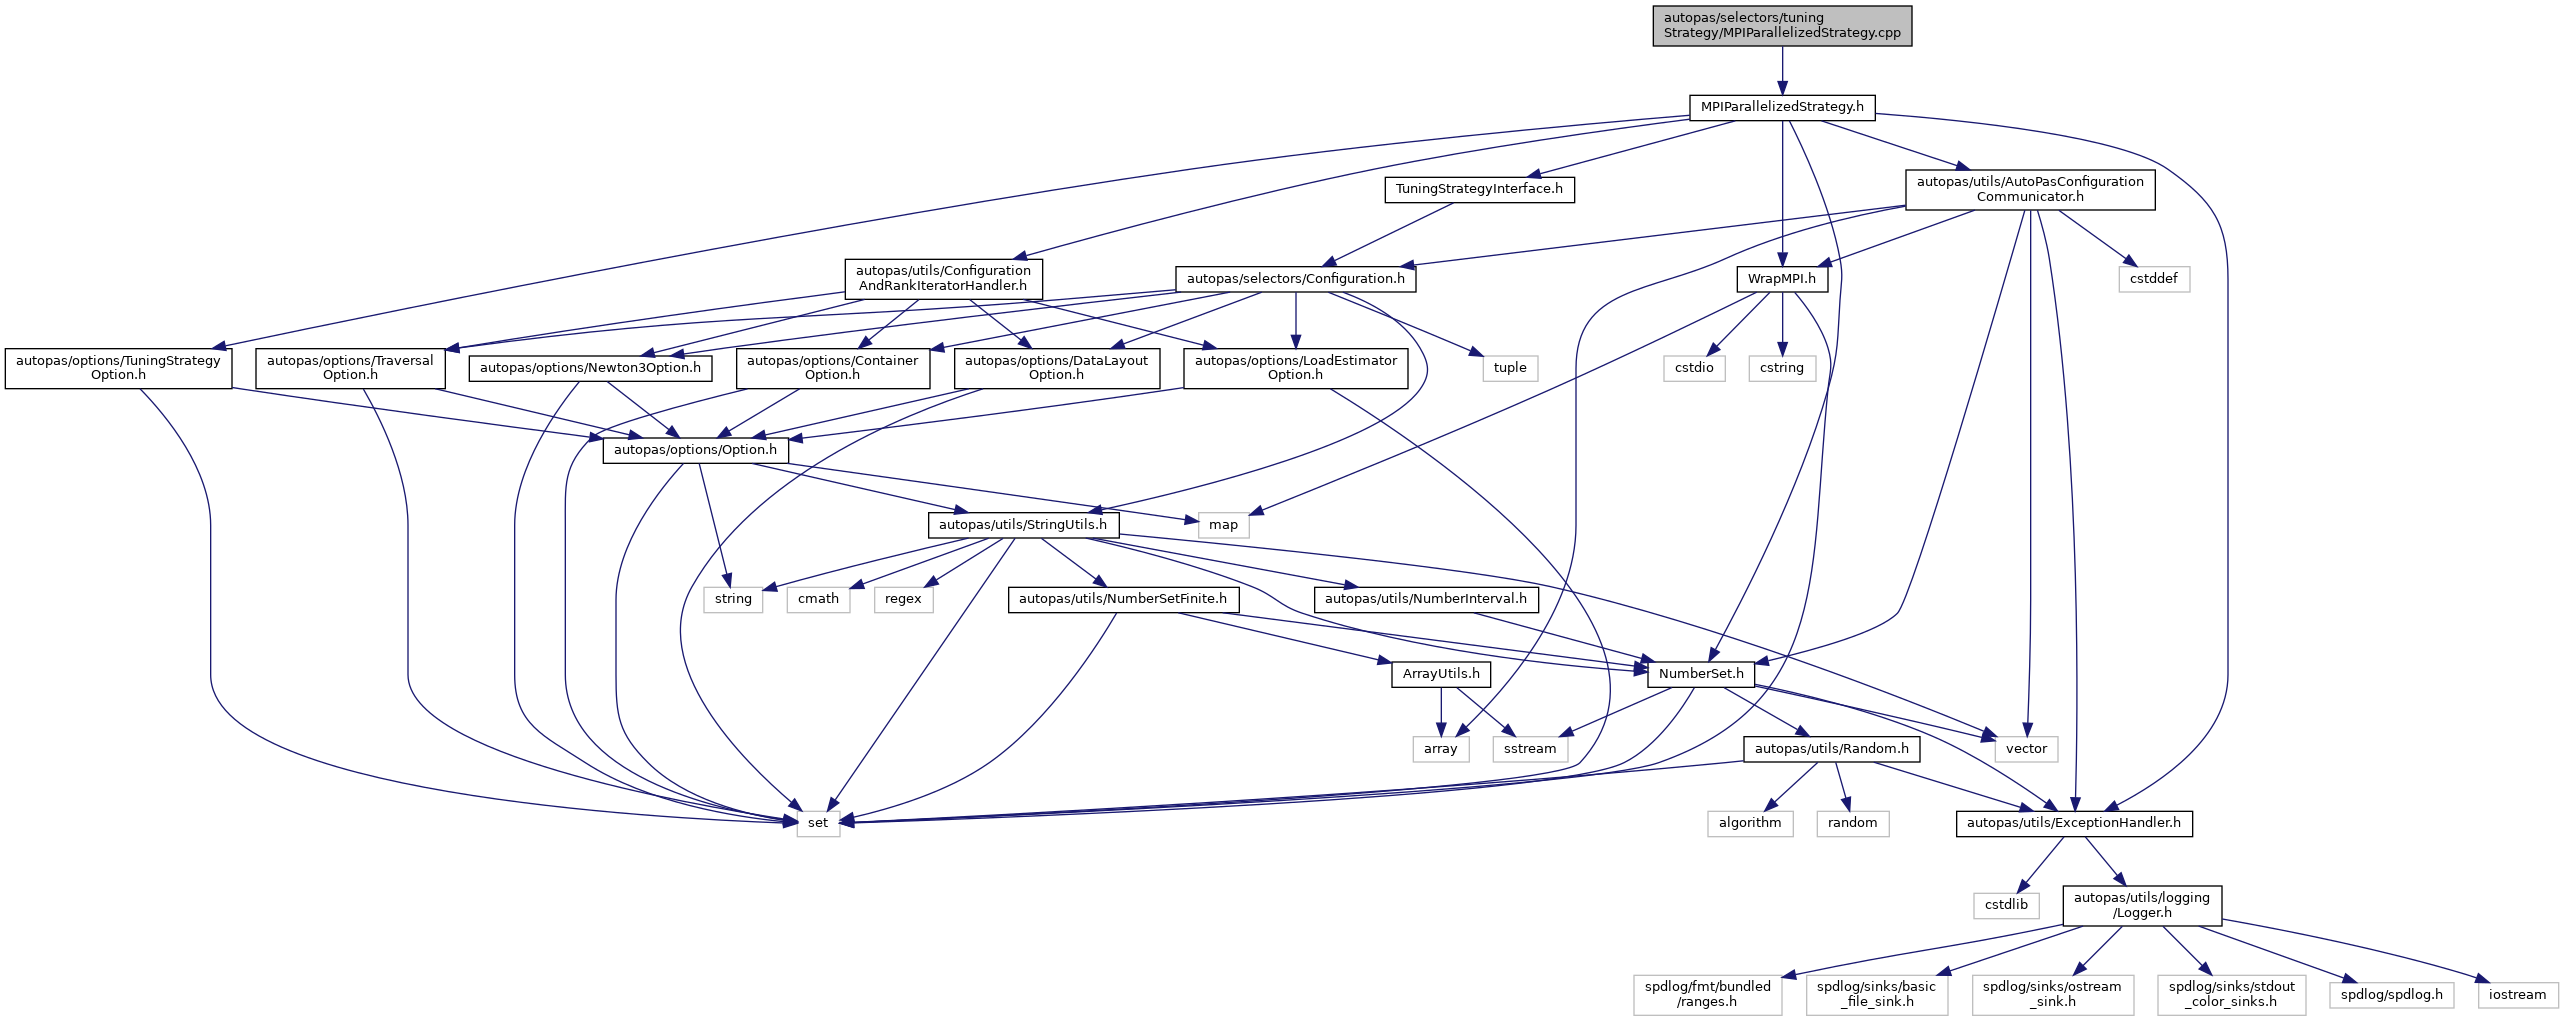 autopas/selectors/tuning
Strategy/MPIParallelizedStrategy.cpp
MPIParallelizedStrategy.h
TuningStrategyInterface.h
autopas/utils/AutoPasConfiguration
Communicator.h
autopas/utils/Configuration
AndRankIteratorHandler.h
autopas/selectors/Configuration.h
WrapMPI.h
cstddef
autopas/options/TuningStrategy
Option.h
autopas/options/Traversal
Option.h
autopas/options/Newton3Option.h
autopas/options/Container
Option.h
autopas/options/DataLayout
Option.h
autopas/options/LoadEstimator
Option.h
tuple
cstdio
cstring
autopas/options/Option.h
autopas/utils/StringUtils.h
map
string
cmath
regex
autopas/utils/NumberSetFinite.h
autopas/utils/NumberInterval.h
ArrayUtils.h
NumberSet.h
array
sstream
autopas/utils/Random.h
vector
set
algorithm
random
autopas/utils/ExceptionHandler.h
cstdlib
autopas/utils/logging
/Logger.h
spdlog/fmt/bundled
/ranges.h
spdlog/sinks/basic
_file_sink.h
spdlog/sinks/ostream
_sink.h
spdlog/sinks/stdout
_color_sinks.h
spdlog/spdlog.h
iostream